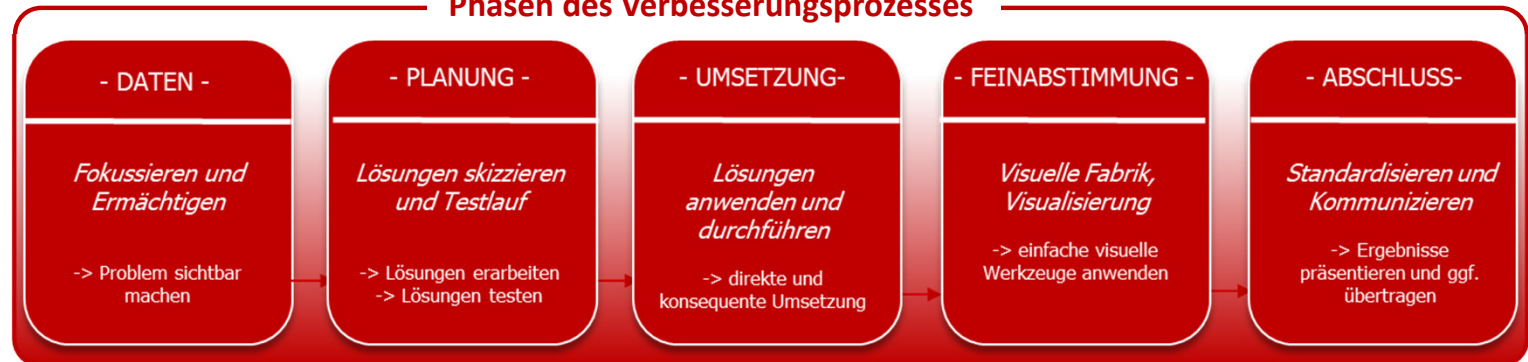 Phasen des Verbesserungsprozesses
- DATEN -
Fokussieren und
Ermächtigen
-> Problem sichtbar
machen
- PLANUNG -
Lösungen skizzieren
und Testlauf
-> Lösungen erarbeiten
-> Lösungen testen
- UMSETZUNG-
Lösungen
anwenden und
durchführen
-> direkte und
konsequente Umsetzung
- FEINABSTIMMUNG -
Visuelle Fabrik,
Visualisierung
-> einfache visuelle
Werkzeuge anwenden
- ABSCHLUSS-
Standardisieren und
Kommunizieren
-> Ergebnisse
präsentieren und ggf.
übertragen